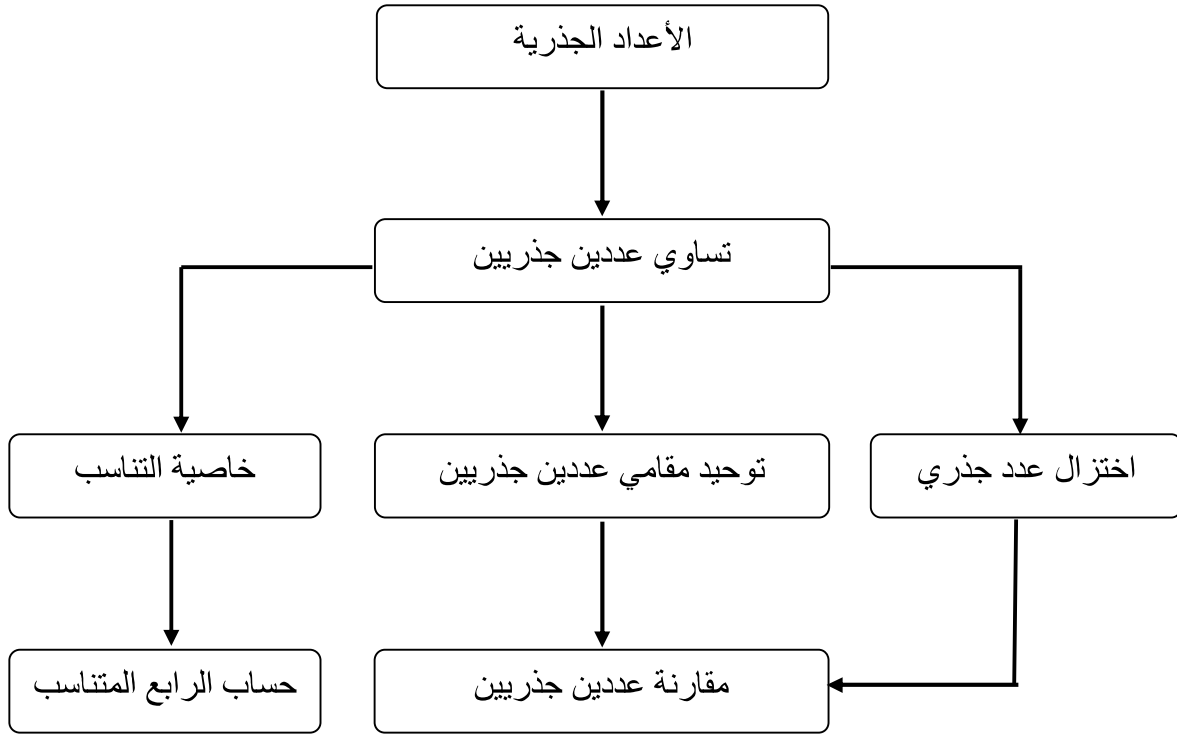 الأعداد الجذرية
تساوي عددين جذريين
اختزال عدد جذري
توحيد مقامي عددين جذريين
خاصية التناسب
مقارنة عددين جذريين
حساب الرابع المتناسب